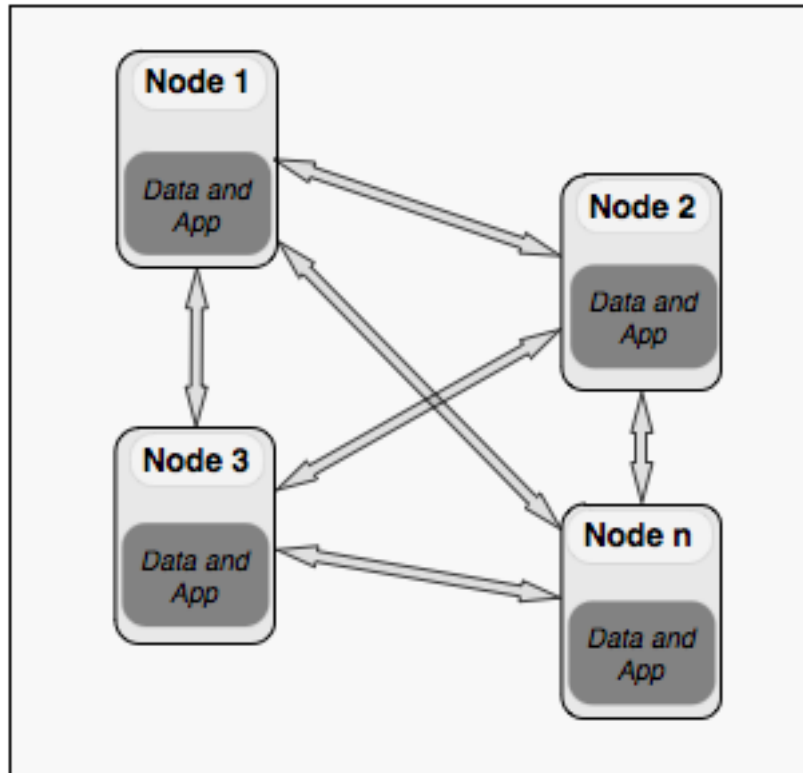 Node 1
Data and
App
Node 2
Data and
App
Node 3
Data and
App
Node n
Data and
App